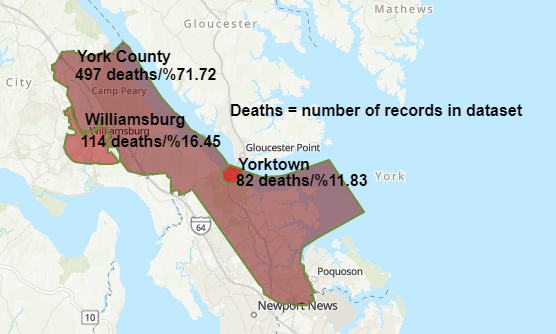 Mathews
Gloucester
York County
497 deaths/%71.72
City
Camp Peary
Deaths = number of records in dataset
Williamsburg
Williamsburg
114 deaths/%16.45
Gloucester Point
Yorktown
82 deaths/%11.83
York
64
Poquoson
Newport News
10